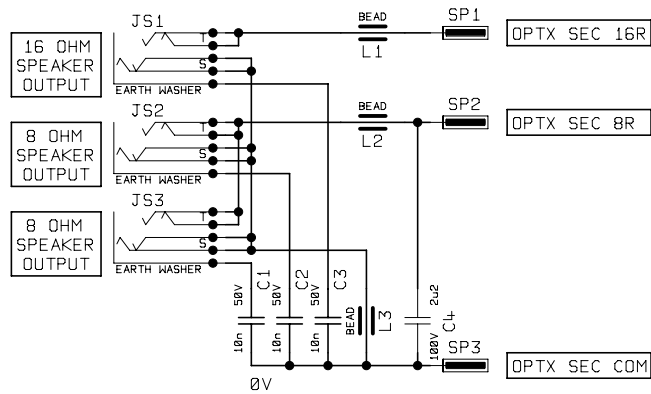 JS1
BEAD
SP1
16 OHM
SPEAKER
OUTPUT
T
S
L1
OPTX SEC 16R
EARTH WASHER
JS2
BEAD
SP2
8 OHM
SPEAKER
OUTPUT
T
S
L2
OPTX SEC 8R
EARTH WASHER
JS3
8 OHM
SPEAKER
OUTPUT
T
S
EARTH WASHER
C1
C2
C3
50V
50V
50V
10n
10n
10n
BEAD
L3
2u2
C4
100V
SP3
OPTX SEC COM
0V